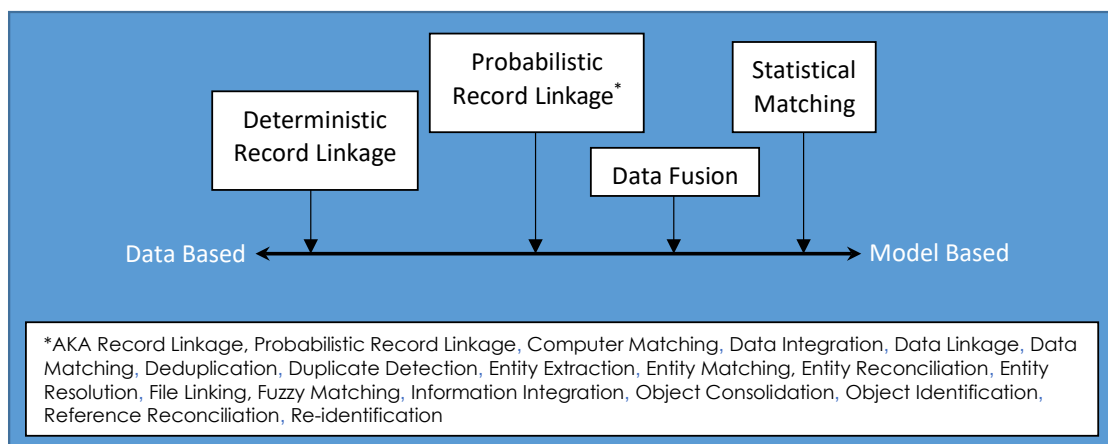 Probabilistic
Record Linkage*
Statistical
Matching
Deterministic
Record Linkage
Data Fusion
Data Based
Model Based
*AKA Record Linkage, Probabilistic Record Linkage, Computer Matching, Data Integration, Data Linkage, Data
Matching, Deduplication, Duplicate Detection, Entity Extraction, Entity Matching, Entity Reconciliation, Entity
Resolution, File Linking, Fuzzy Matching, Information Integration, Object Consolidation, Object Identification,
Reference Reconciliation, Re-identification